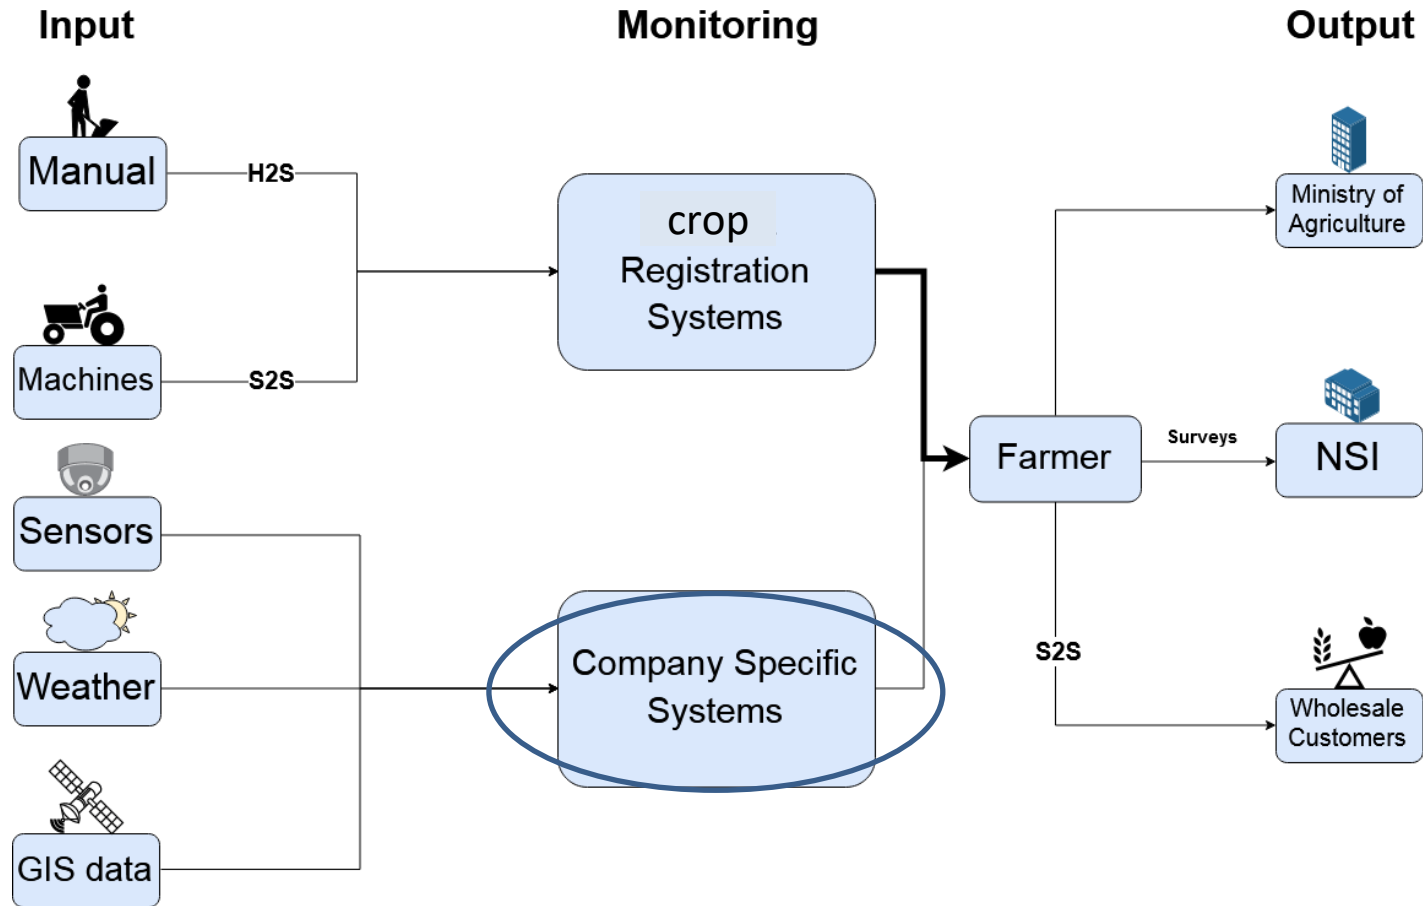 Input
Monitoring
Output
Manual
H2S
Machines
S2S
Sensors
Weather
GIS data
crop
Registration
Systems
Company Specific
Systems
Farmer
Surveys
S2S
Ministry of
Agriculture
NSI
Wholesale
Customers